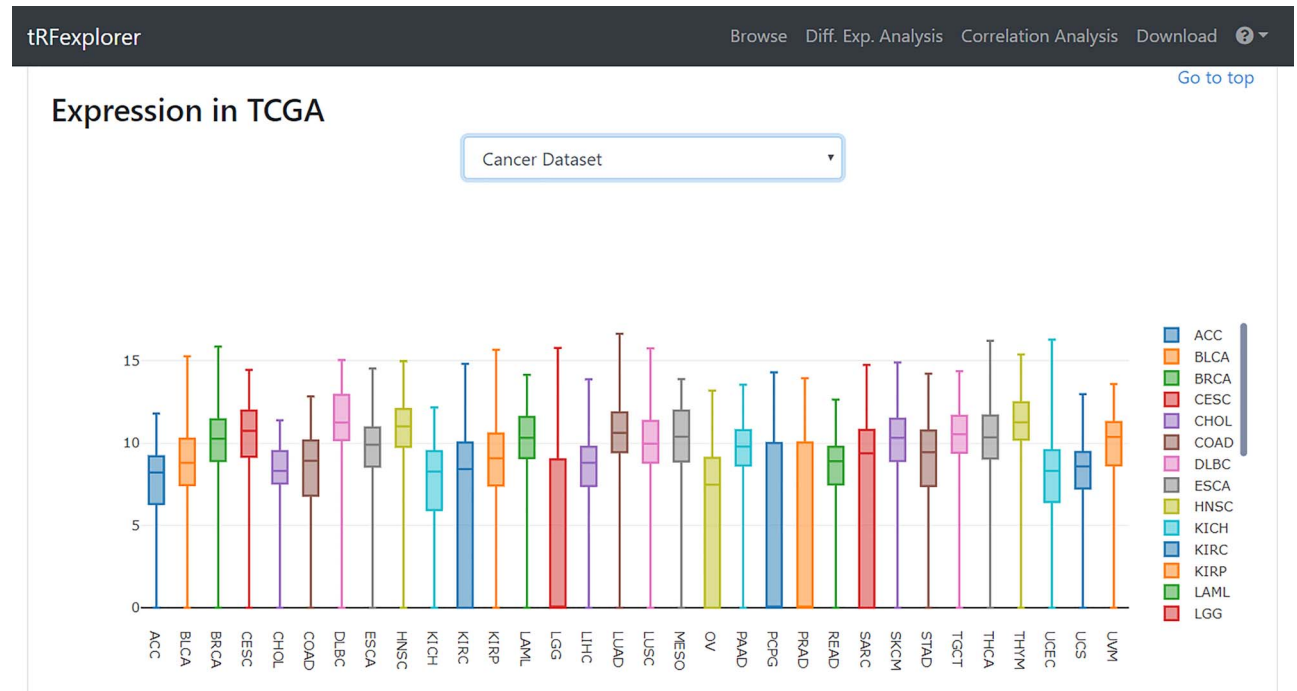 tRFexplorer Browse Diff. Exp. Analysis Correlation Analysis Download ?
Go to top
Expression in TCGA
Cancer Dataset
15
10
5
0
ACC BLCA BRCA CESC CHOL COAD DLBC ESCA HNSC KICH KIRC KIRP LAML LGG LIHC LUAD LUSC MESO OV PAAD PCPG PRAD READ SARC SKCM STAD TGCT THCA THYM UCEC UCS UVM
ACC
BLCA
BRCA
CESC
CHOL
COAD
DLBC
ESCA
HNSC
KICH
KIRC
KIRP
LAML
LGG